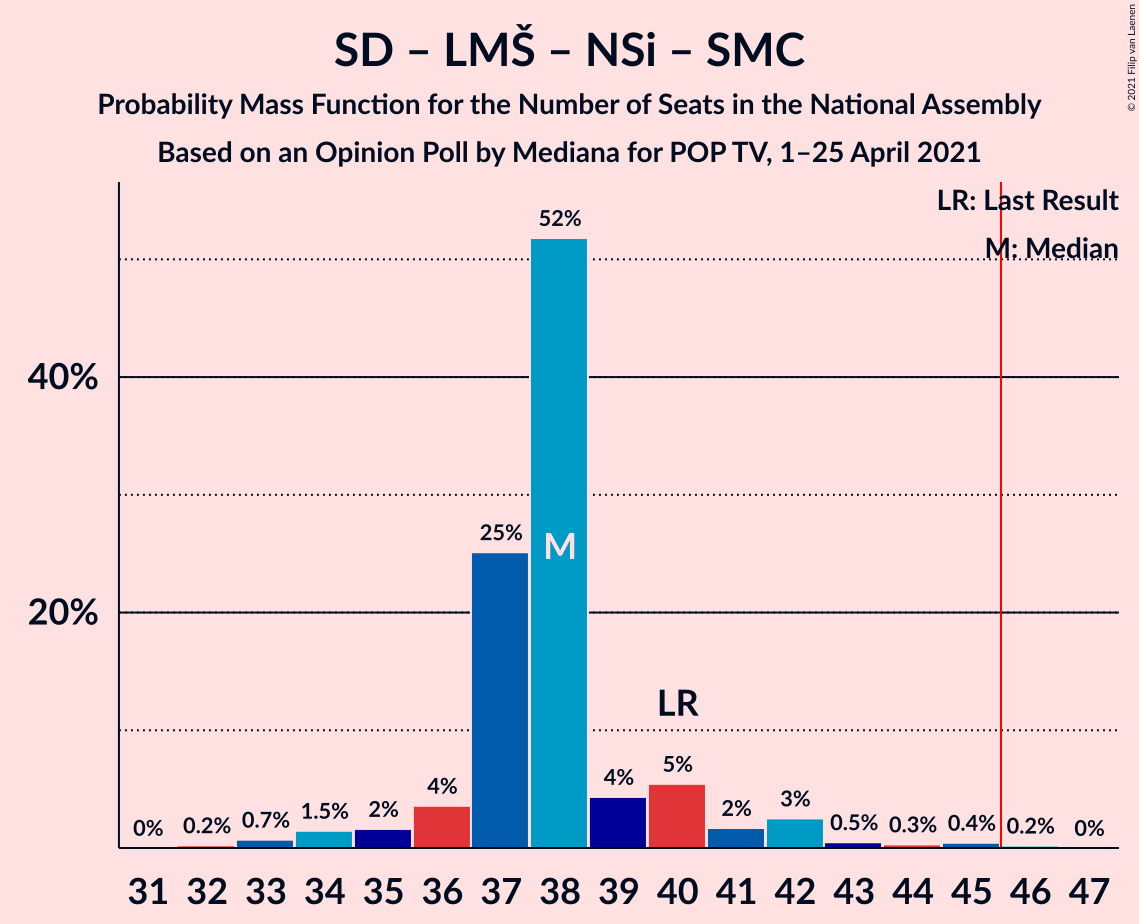 SD – LMŠ – NSi – SMC
Probability Mass Function for the Number of Seats in the National Assembly
Based on an Opinion Poll by Mediana for POP TV, 1–25 April 2021
© 2021 Filip van Laenen
LR: Last Result
M: Median
52%
40%
25%
M
20%
LR
0%
0.2%
0.7%
1.5%
2%
4%
4%
5%
2%
3%
0.5%
0.3%
0.4%
0.2%
0%
31 32 33 34 35 36 37 38 39 40 41 42 43 44 45 46 47